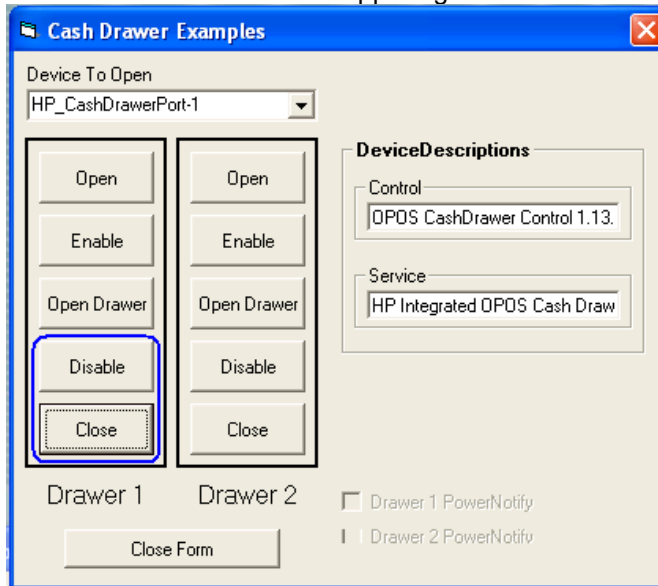 Cash Drawer Examples
Device To Open
HP_CashDrawerPort-1
Open
Enable
Open Drawer
Disable
Close
Drawer 1
Open
Enable
Open Drawer
Disable
Close
Drawer 2
Close Form
DeviceDescriptions
Control
OPOS CashDrawer Control 1.13.
Service
HP Integrated OPOS Cash Draw
Drawer 1 PowerNotify
Drawer 2 PowerNotify